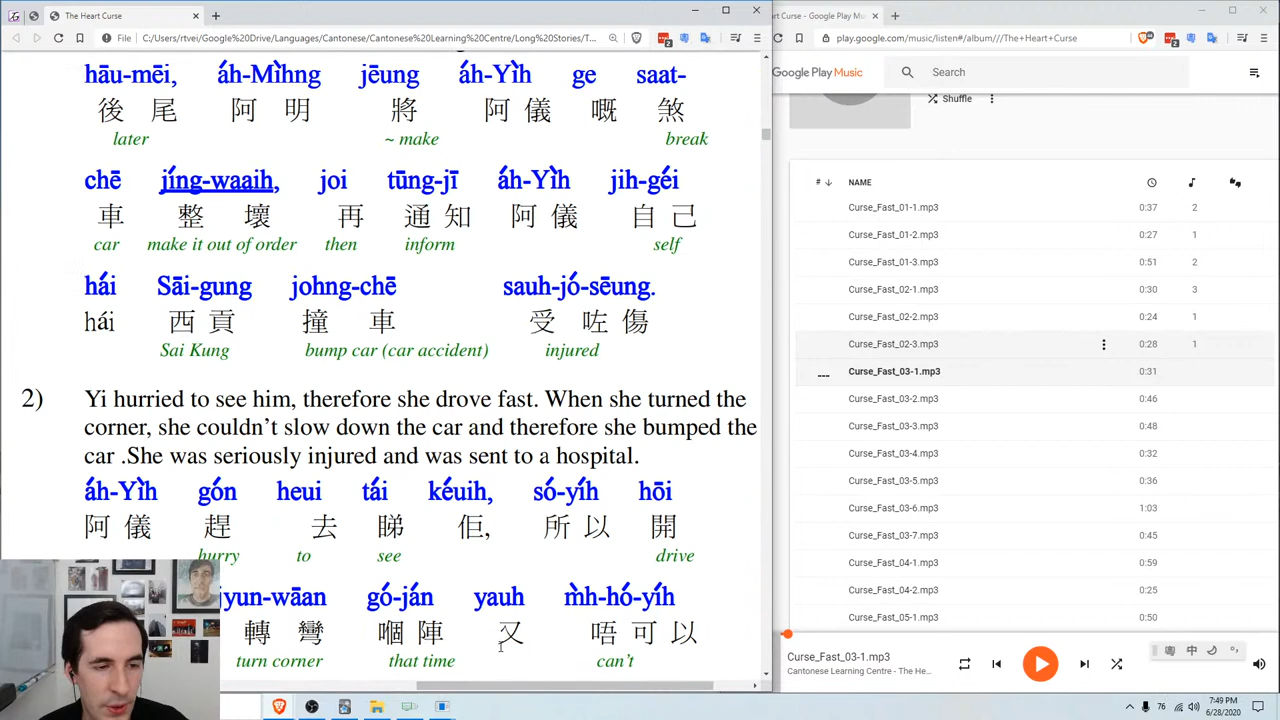 The Heart Curse
File
C:/Users/rtvei/Google%20Drive/Languages/Cantonese/Cantonese%20Learning%20Centre/Long%20Stories/T...
hāu-mēi, áh-Mìhng jēung áh-Yìh ge saat-
後尾 阿明 將 阿儀 嘅 煞
later ~ make break
chē jíng-waaih, joi tūng-jī áh-Yìh jih-géi
車 整壞 再 通知 阿儀 自己
car make it out of order then inform self
hái Sāi-gung johng-chē sauh-jó-sēung.
hái 西貢 撞車 受咗傷
Sai Kung bump car (car accident) injured
2) Yi hurried to see him, therefore she drove fast. When she turned the
corner, she couldn't slow down the car and therefore she bumped the
car .She was seriously injured and was sent to a hospital.
áh-Yìh gón heui tái kéuih, só-yíh hōi
阿儀 趕 去 睇 佢, 所以 開
hurry to see drive
yun-wāan gó-ján yauh m̀h-hó-yíh
轉彎 嗰陣 又 唔可以
turn corner that time can't
rt Curse - Google Play Music
play.google.com/music/listen#/album///The+Heart+Curse
Google Play Music
Search
Shuffle
# NAME
Curse_Fast_01-1.mp3 0:37 2
Curse_Fast_01-2.mp3 0:27 1
Curse_Fast_01-3.mp3 0:51 2
Curse_Fast_02-1.mp3 0:30 3
Curse_Fast_02-2.mp3 0:24 1
Curse_Fast_02-3.mp3 0:28 1
Curse_Fast_03-1.mp3 0:31
Curse_Fast_03-2.mp3 0:46
Curse_Fast_03-3.mp3 0:48
Curse_Fast_03-4.mp3 0:32
Curse_Fast_03-5.mp3 0:36
Curse_Fast_03-6.mp3 1:03
Curse_Fast_03-7.mp3 0:45
Curse_Fast_04-1.mp3 0:59
Curse_Fast_04-2.mp3 0:25
Curse_Fast_05-1.mp3 0:50
Curse_Fast_03-1.mp3
Cantonese Learning Centre - The He...
粵 中
76
7:49 PM
6/28/2020